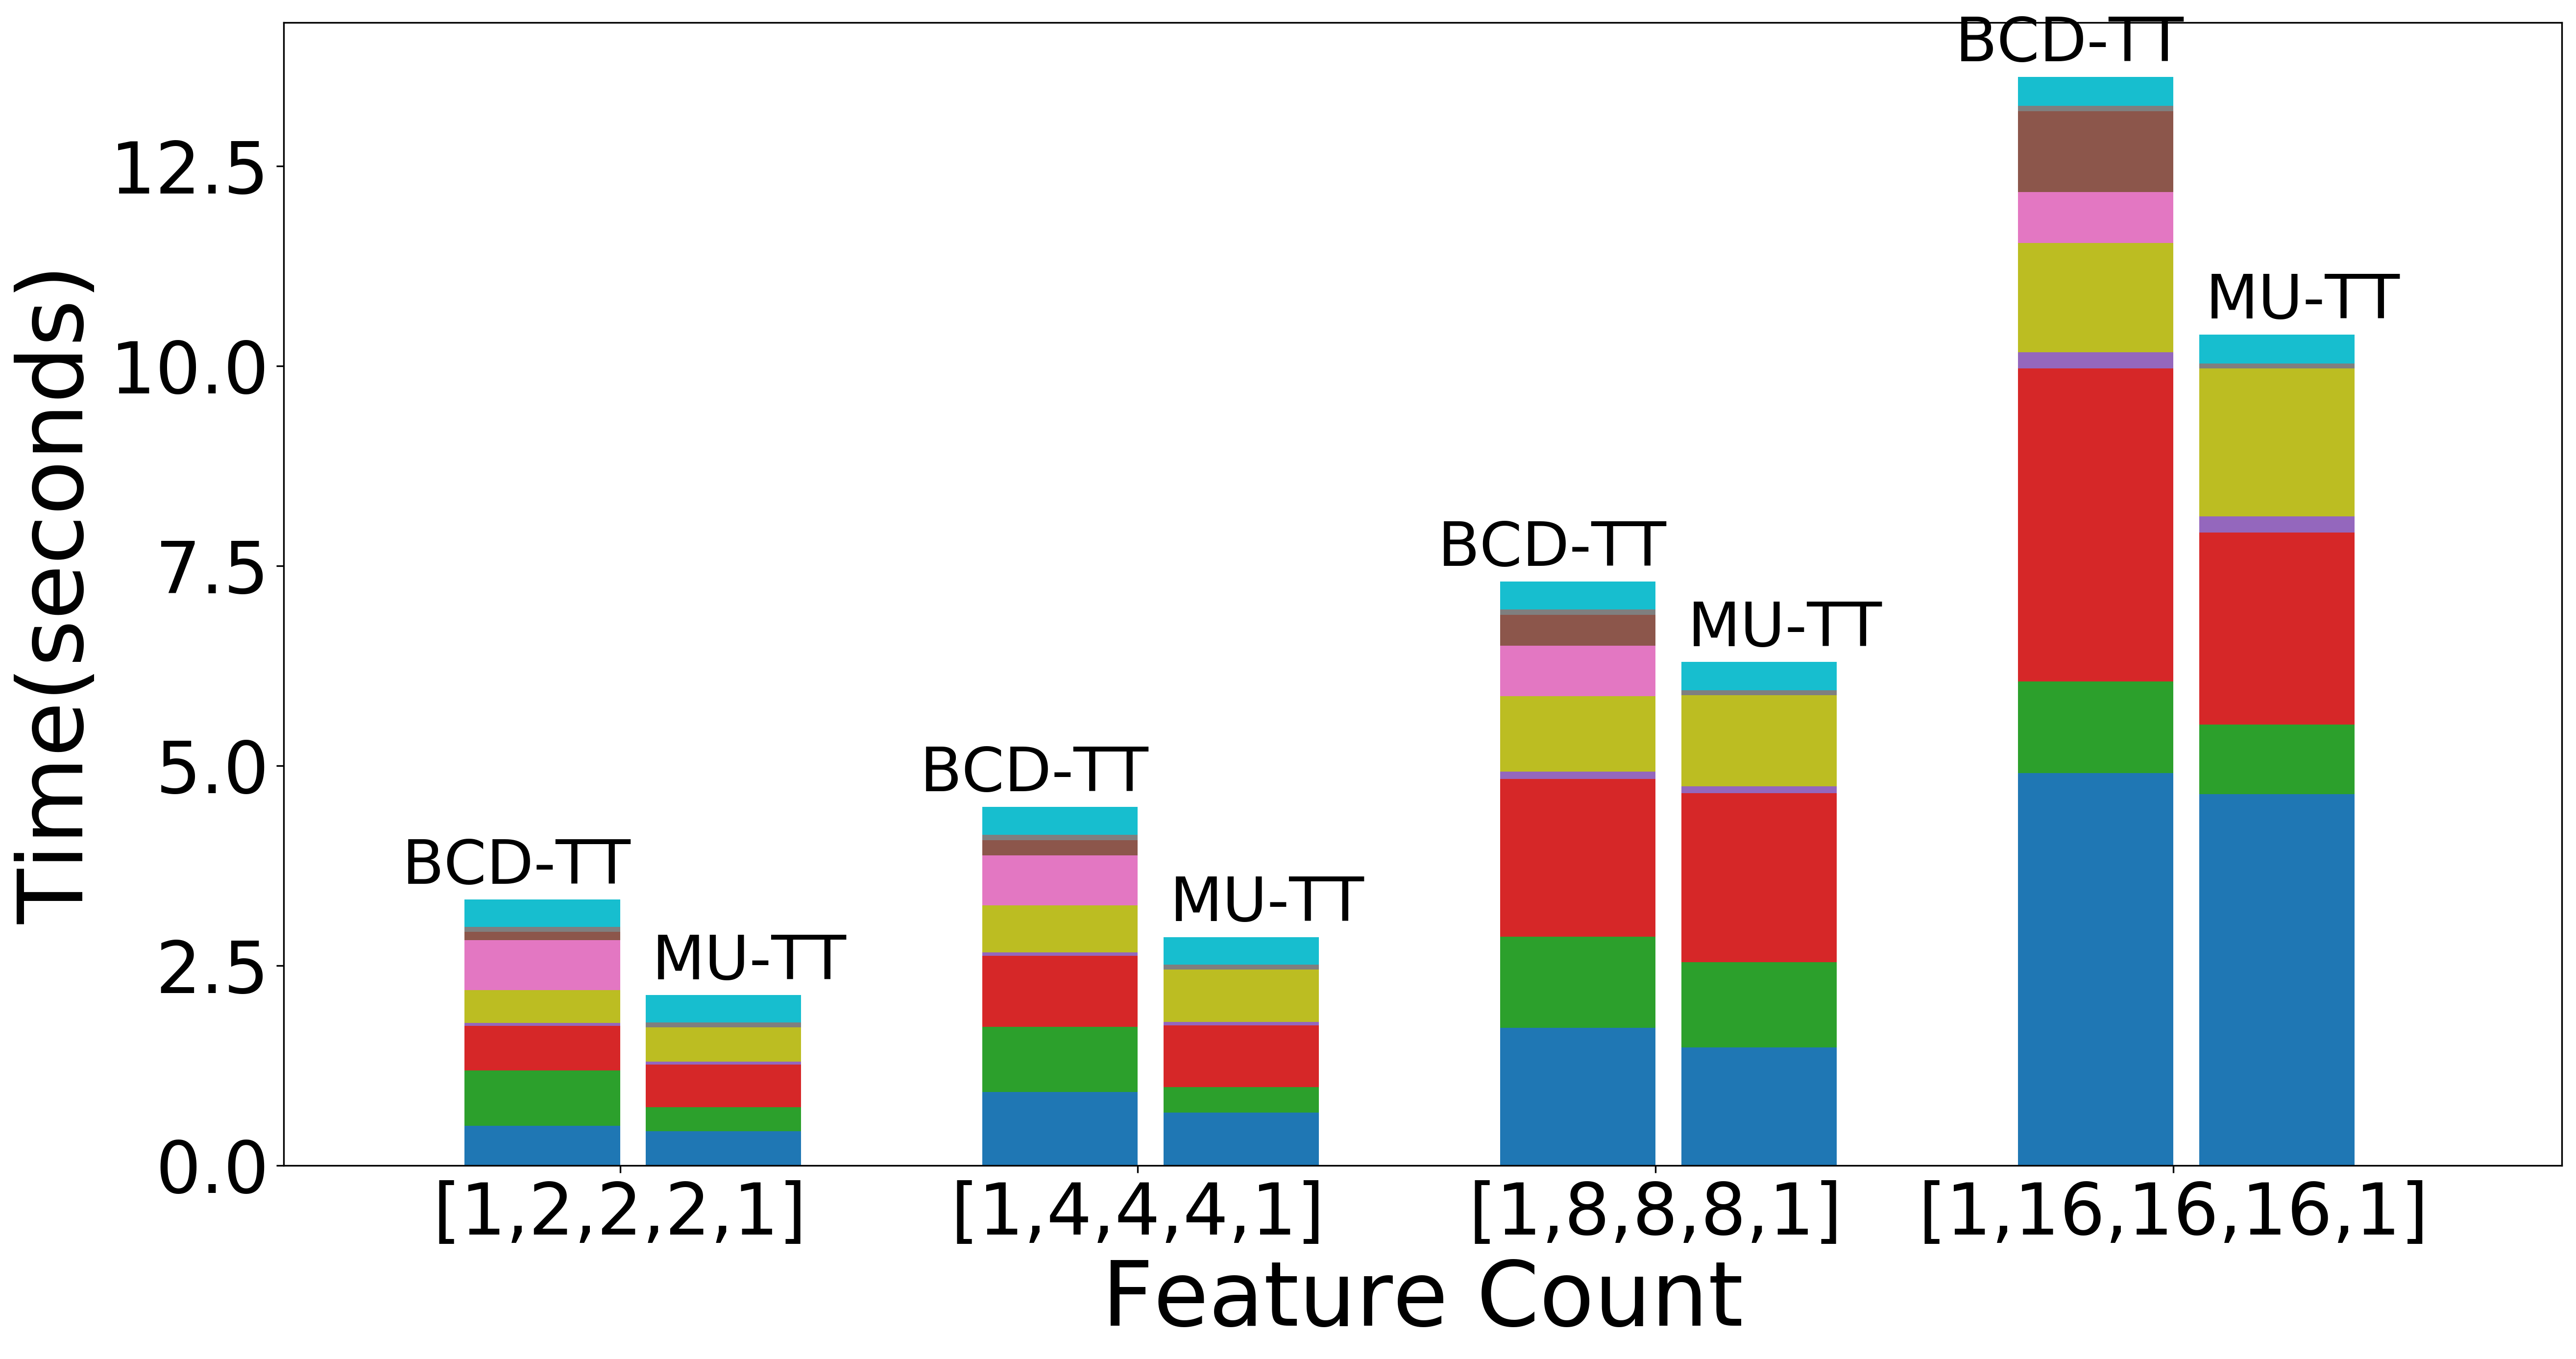 BCD-TT
12.5
MU-TT
10.0
BCD-TT
7.5
MU-TT
BCD-TT
5.0
MU-TT
BCD-TT
MU-TT
2.5
0.0
Time(seconds)
[1,2,2,2,1] [1,4,4,4,1] [1,8,8,8,1] [1,16,16,16,1]
Feature Count